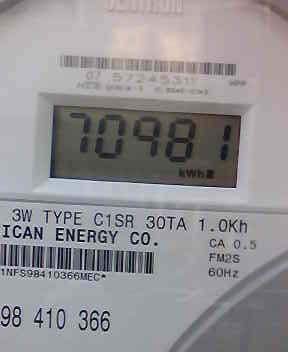 07 57245311
70981
kWh
3W TYPE C1SR 30TA 1.0Kh
ICAN ENERGY CO.
CA 0.5
FM2S
60Hz
1NFS98410366MEC*
98 410 366